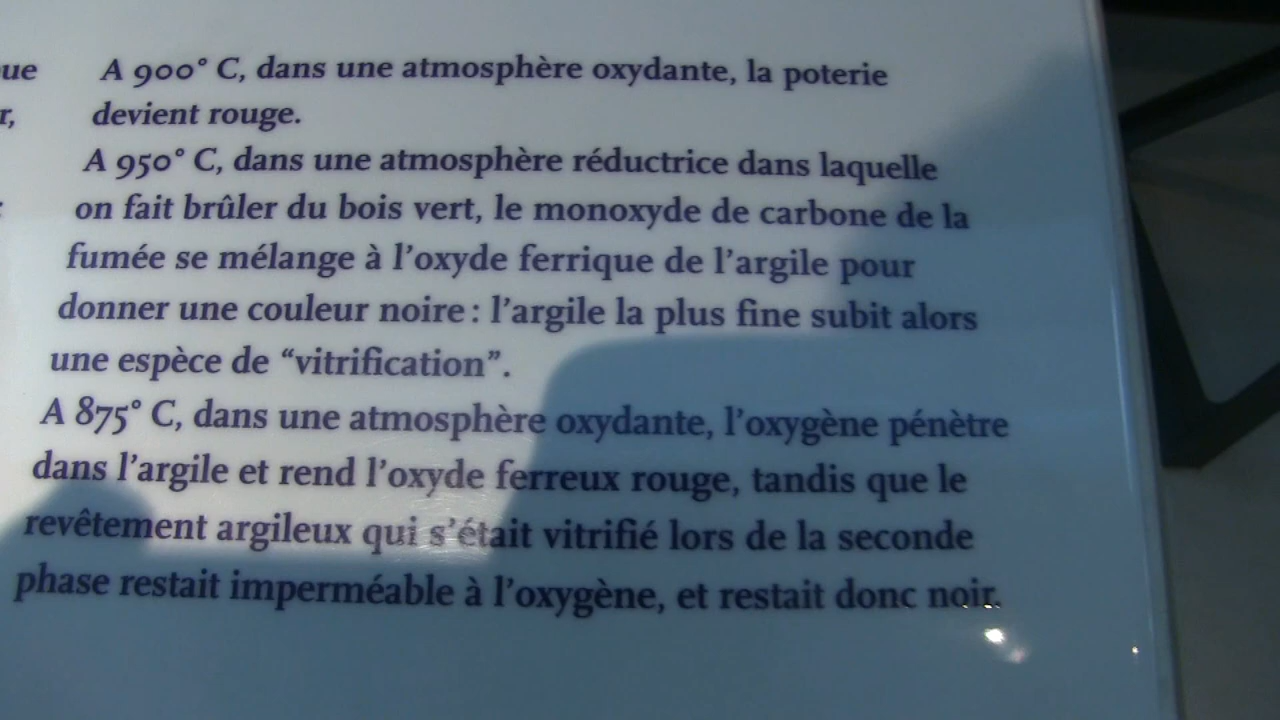 A 900° C, dans une atmosphère oxydante, la poterie
devient rouge.
A 950° C, dans une atmosphère réductrice dans laquelle
on fait brûler du bois vert, le monoxyde de carbone de la
fumée se mélange à l’oxyde ferrique de l’argile pour
donner une couleur noire : l’argile la plus fine subit alors
une espèce de “vitrification”.
A 875° C, dans une atmosphère oxydante, l’oxygène pénètre
dans l’argile et rend l’oxyde ferreux rouge, tandis que le
revêtement argileux qui s’était vitrifié lors de la seconde
phase restait imperméable à l’oxygène, et restait donc noir.